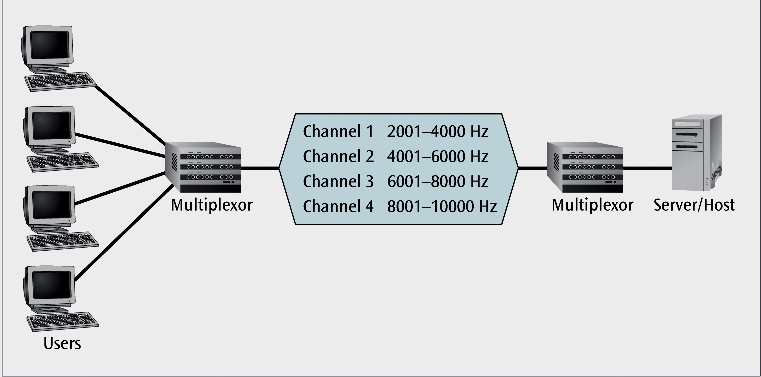 Channel 1 2001–4000 Hz
Channel 2 4001–6000 Hz
Channel 3 6001–8000 Hz
Channel 4 8001–10000 Hz
Multiplexor
Multiplexor
Server/Host
Users